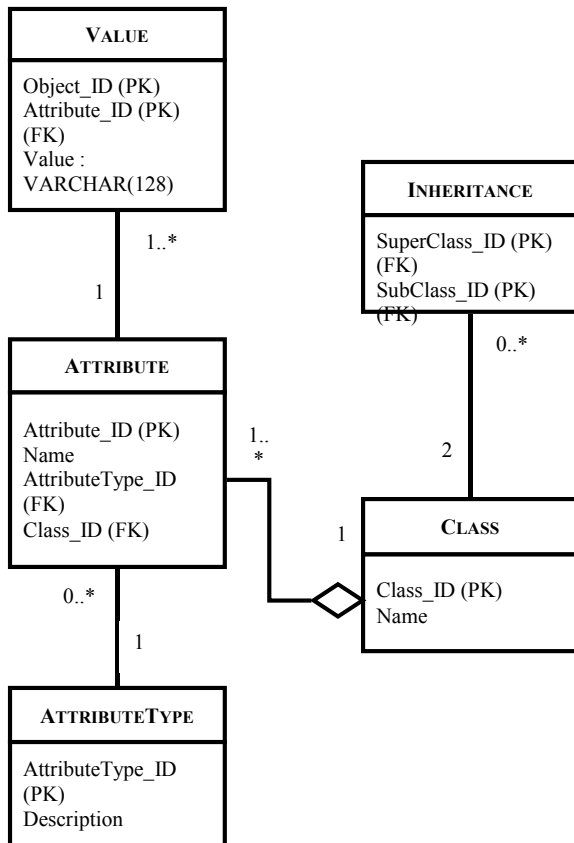 VALUE
Object_ID (PK)
Attribute_ID (PK)
(FK)
Value :
VARCHAR(128)
1..*
1
INHERITANCE
SuperClass_ID (PK)
(FK)
SubClass_ID (PK)
(FK)
0..*
2
ATTRIBUTE
Attribute_ID (PK)
Name
AttributeType_ID
(FK)
Class_ID (FK)
1..
*
1
CLASS
Class_ID (PK)
Name
0..*
1
ATTRIBUTETYPE
AttributeType_ID
(PK)
Description